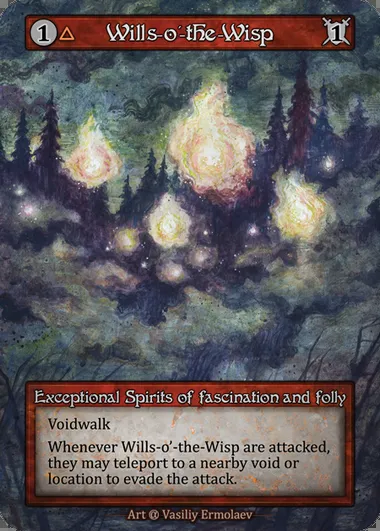 1 Wills-o'-the-Wisp 1
Exceptional Spirits of fascination and folly
Voidwalk
Whenever Wills-o'-the-Wisp are attacked,
they may teleport to a nearby void or
location to evade the attack.
Art @ Vasiliy Ermolaev